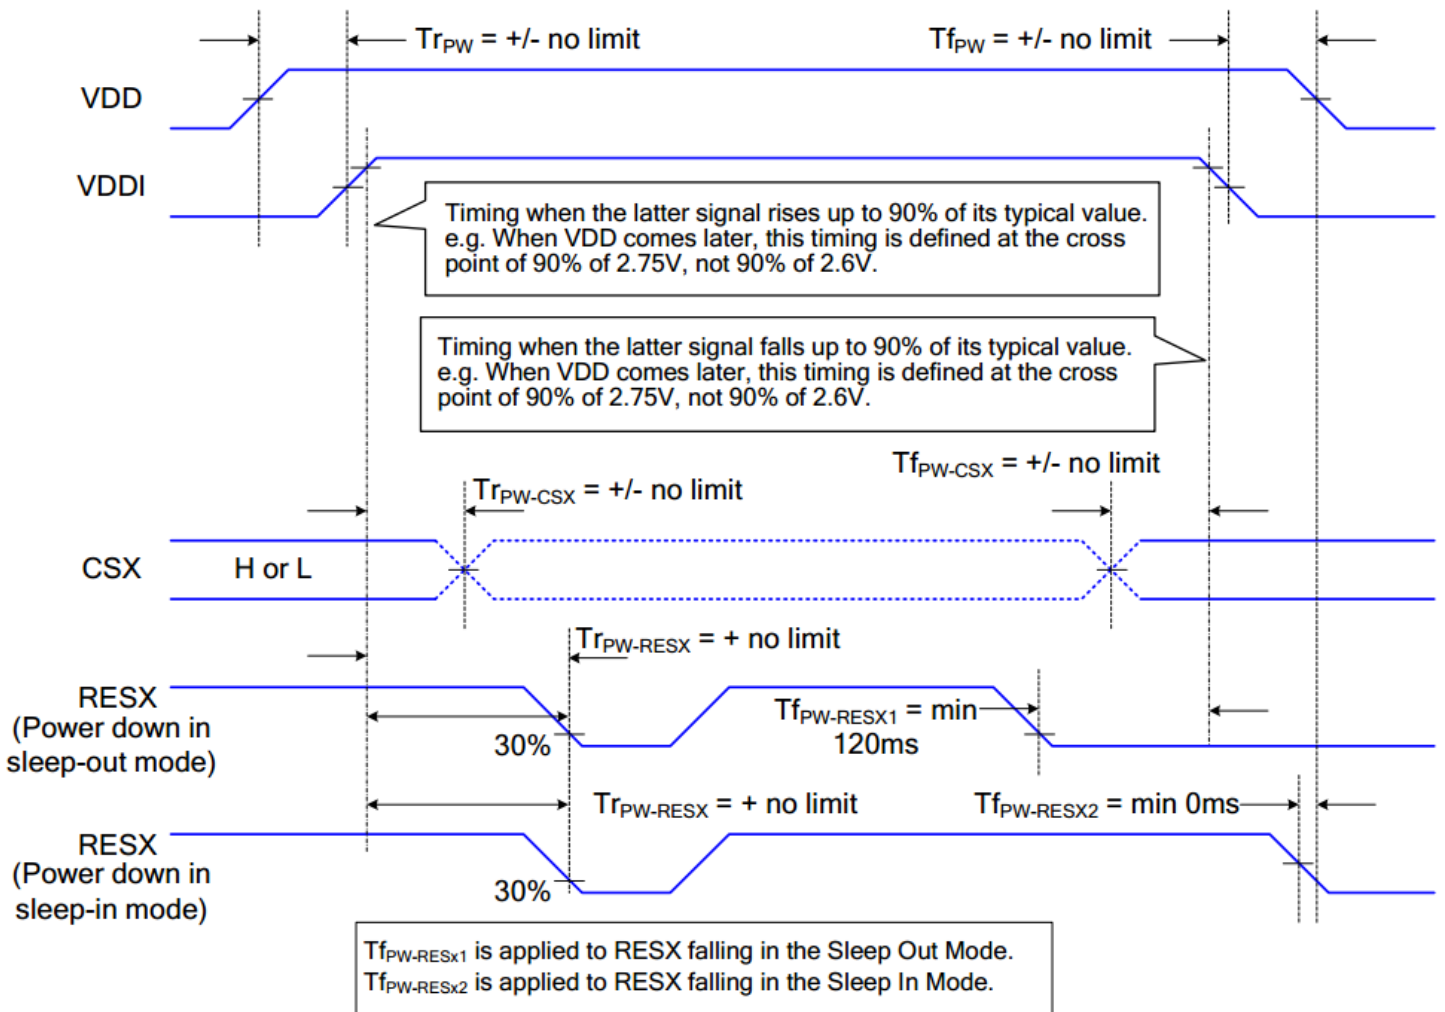 TrPW = +/- no limit
TfPW = +/- no limit
VDD
VDDI
Timing when the latter signal rises up to 90% of its typical value.
e.g. When VDD comes later, this timing is defined at the cross
point of 90% of 2.75V, not 90% of 2.6V.
Timing when the latter signal falls up to 90% of its typical value.
e.g. When VDD comes later, this timing is defined at the cross
point of 90% of 2.75V, not 90% of 2.6V.
TfPW-CSX = +/- no limit
TrPW-CSX = +/- no limit
CSX
H or L
TrPW-RESX = + no limit
RESX
(Power down in
sleep-out mode)
30%
TfPW-RESX1 = min
120ms
TrPW-RESX = + no limit
TfPW-RESX2 = min 0ms
RESX
(Power down in
sleep-in mode)
30%
TfPW-RESx1 is applied to RESX falling in the Sleep Out Mode.
TfPW-RESx2 is applied to RESX falling in the Sleep In Mode.